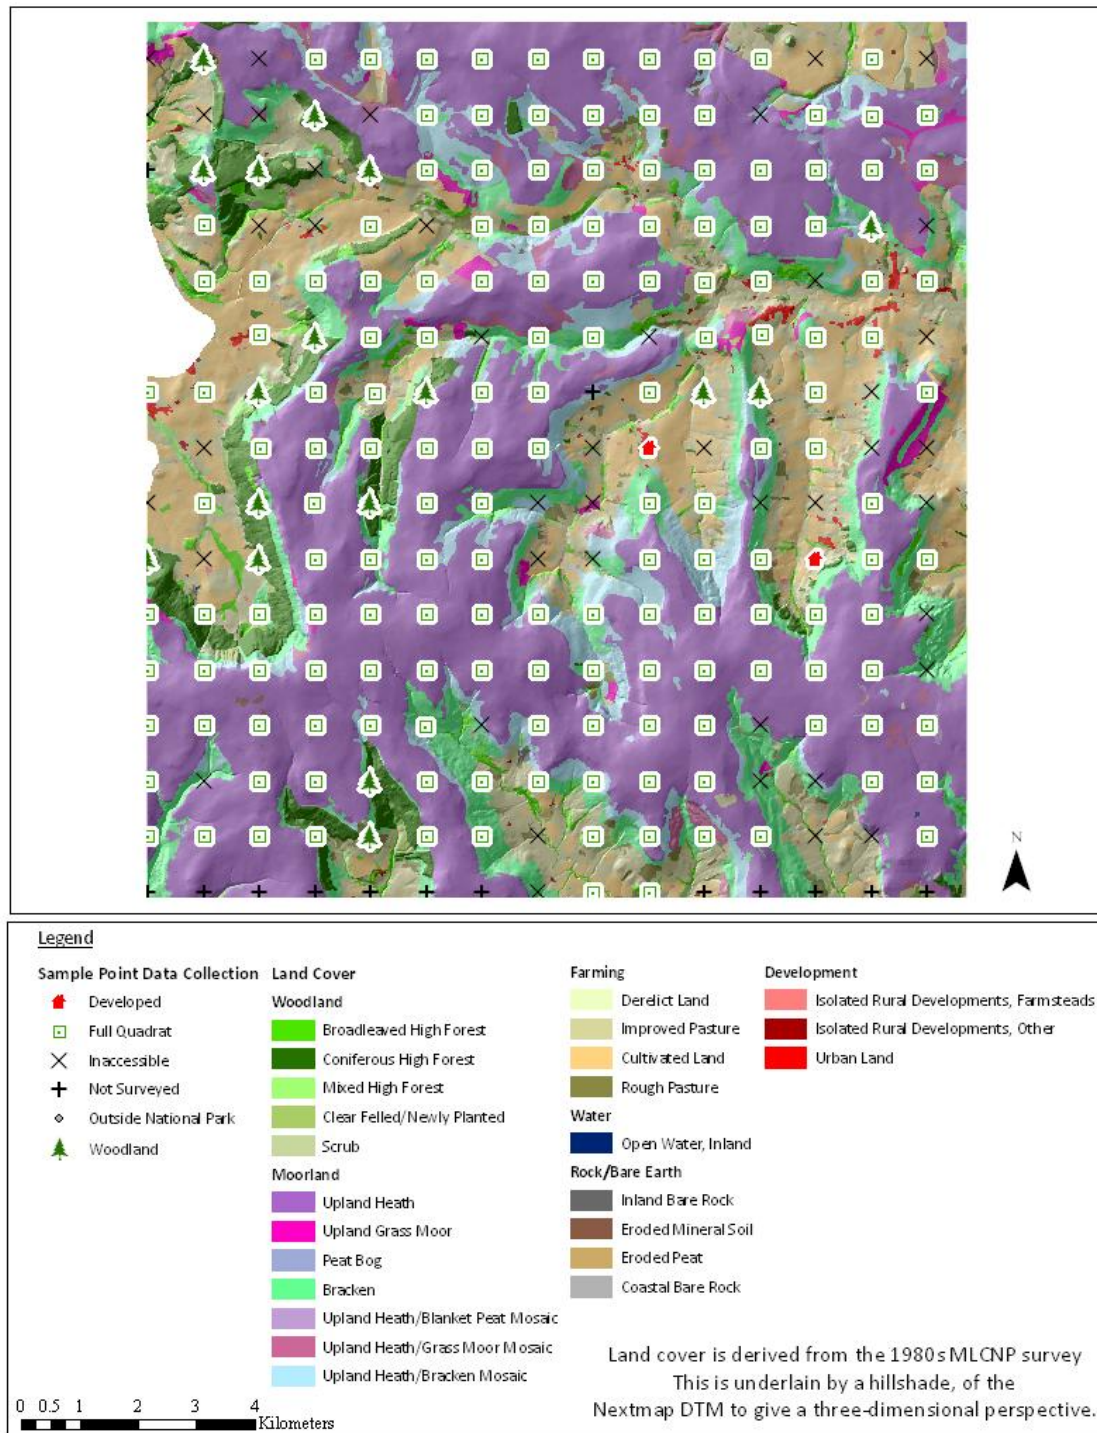 N
Legend
Sample Point Data Collection
Developed
Full Quadrat
Inaccessible
Not Surveyed
Outside National Park
Woodland
Land Cover
Woodland
Broadleaved High Forest
Coniferous High Forest
Mixed High Forest
Clear Felled/Newly Planted
Scrub
Moorland
Upland Heath
Upland Grass Moor
Peat Bog
Bracken
Upland Heath/Blanket Peat Mosaic
Upland Heath/Grass Moor Mosaic
Upland Heath/Bracken Mosaic
Farming
Derelict Land
Improved Pasture
Cultivated Land
Rough Pasture
Water
Open Water, Inland
Rock/Bare Earth
Inland Bare Rock
Eroded Mineral Soil
Eroded Peat
Coastal Bare Rock
Development
Isolated Rural Developments, Farmsteads
Isolated Rural Developments, Other
Urban Land
Land cover is derived from the 1980s MLCNP survey
This is underlain by a hillshade, of the
Nextmap DTM to give a three-dimensional perspective.
0 0.5 1 2 3 4
Kilometers